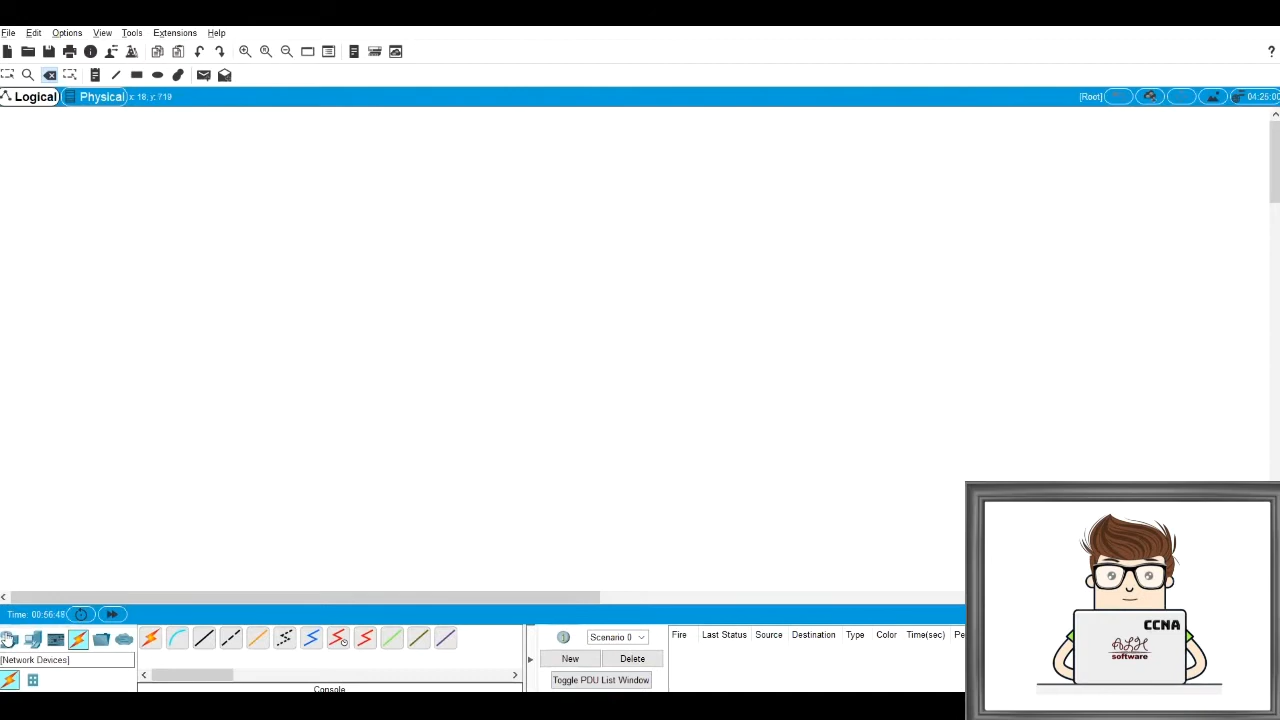 File Edit Options View Tools Extensions Help
?
Logical Physical x: 18, y: 719 [Root] 04:25:00
Time: 00:56:48
[Network Devices]
Console
Scenario 0
New Delete
Toggle PDU List Window
Fire Last Status Source Destination Type Color Time(sec) Pe
CCNA
software